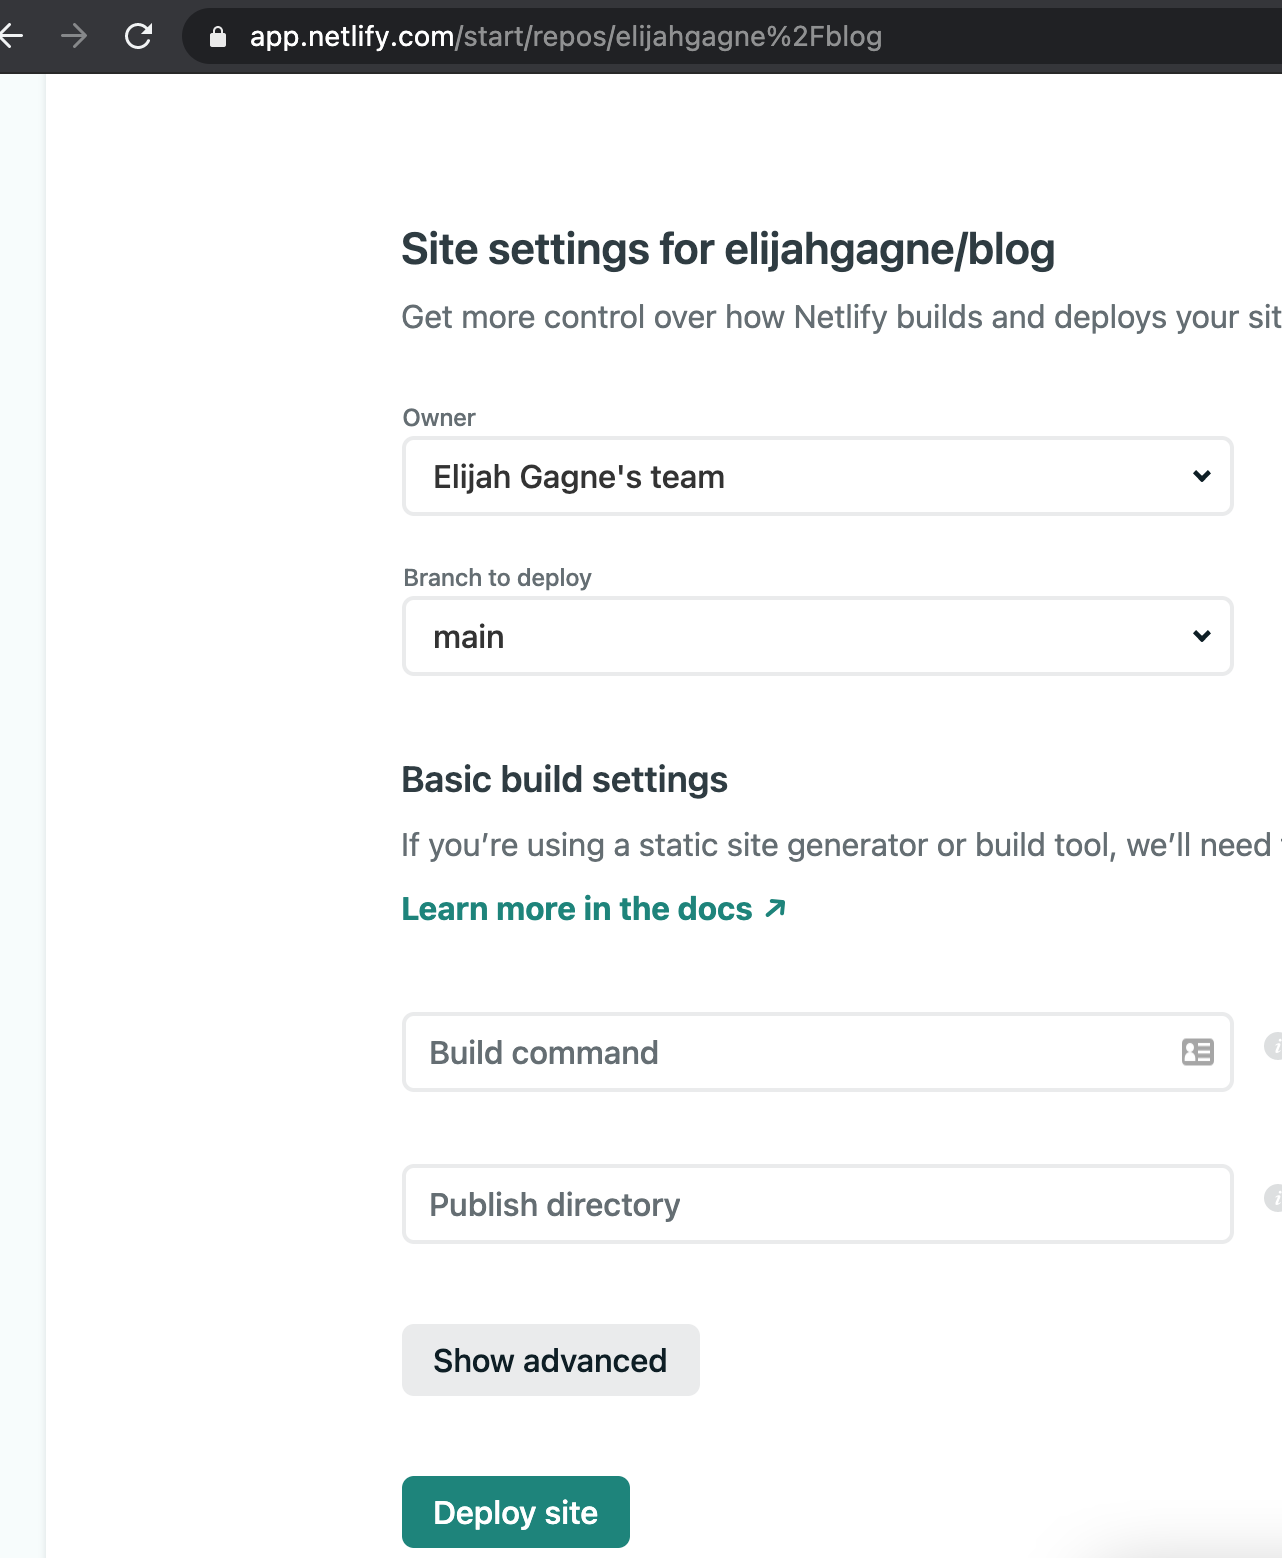 app.netlify.com/start/repos/elijahgagne%2Fblog
Site settings for elijahgagne/blog
Get more control over how Netlify builds and deploys your sit
Owner
Elijah Gagne's team
Branch to deploy
main
Basic build settings
If you’re using a static site generator or build tool, we’ll need
Learn more in the docs ↗
Build command
Publish directory
Show advanced
Deploy site